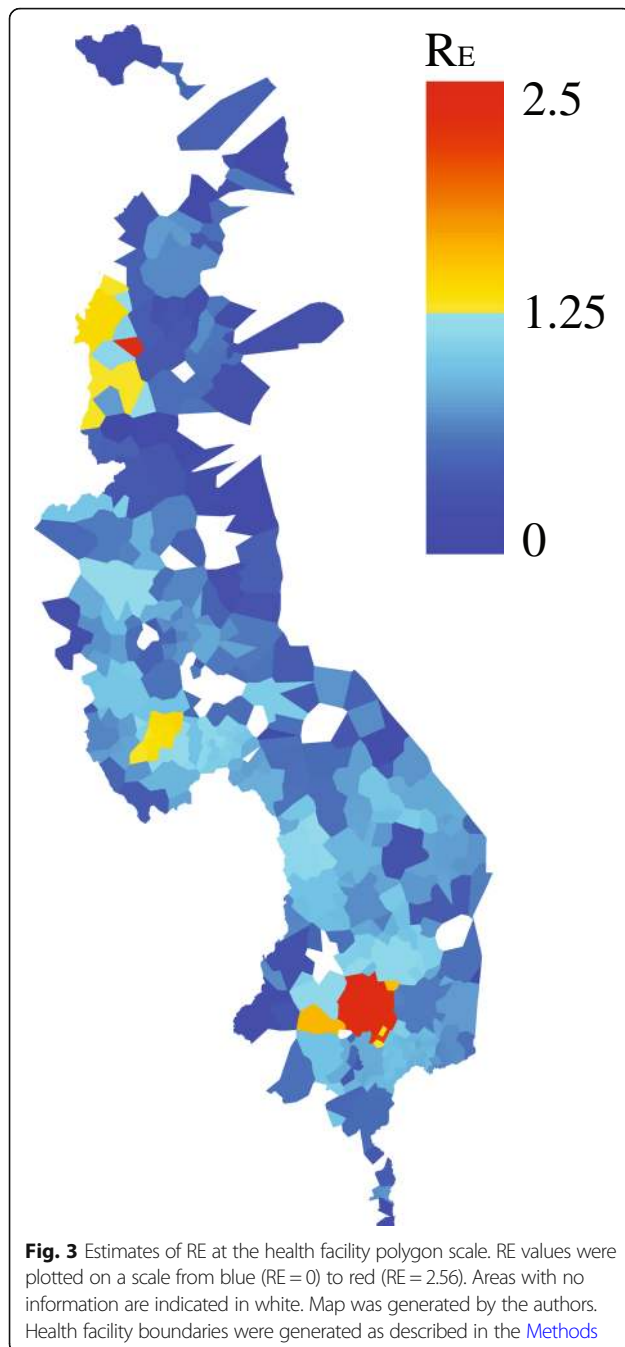 RE
2.5
1.25
0
Fig. 3 Estimates of RE at the health facility polygon scale. RE values were
plotted on a scale from blue (RE = 0) to red (RE = 2.56). Areas with no
information are indicated in white. Map was generated by the authors.
Health facility boundaries were generated as described in the Methods